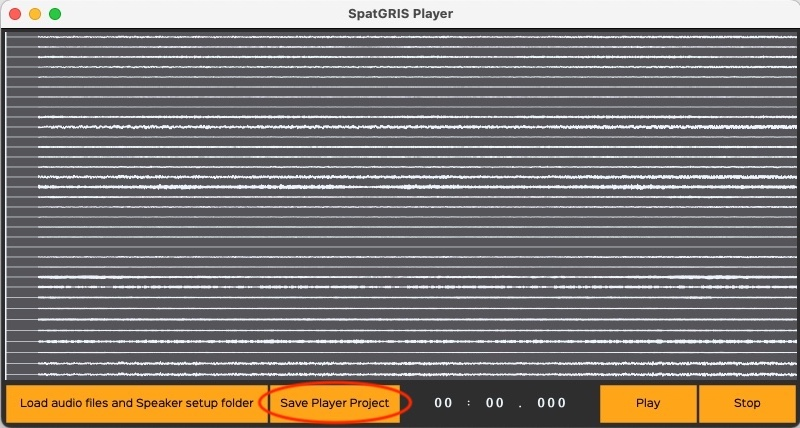 SpatGRIS Player
Load audio files and Speaker setup folder Save Player Project 00 : 00 . 000 Play Stop